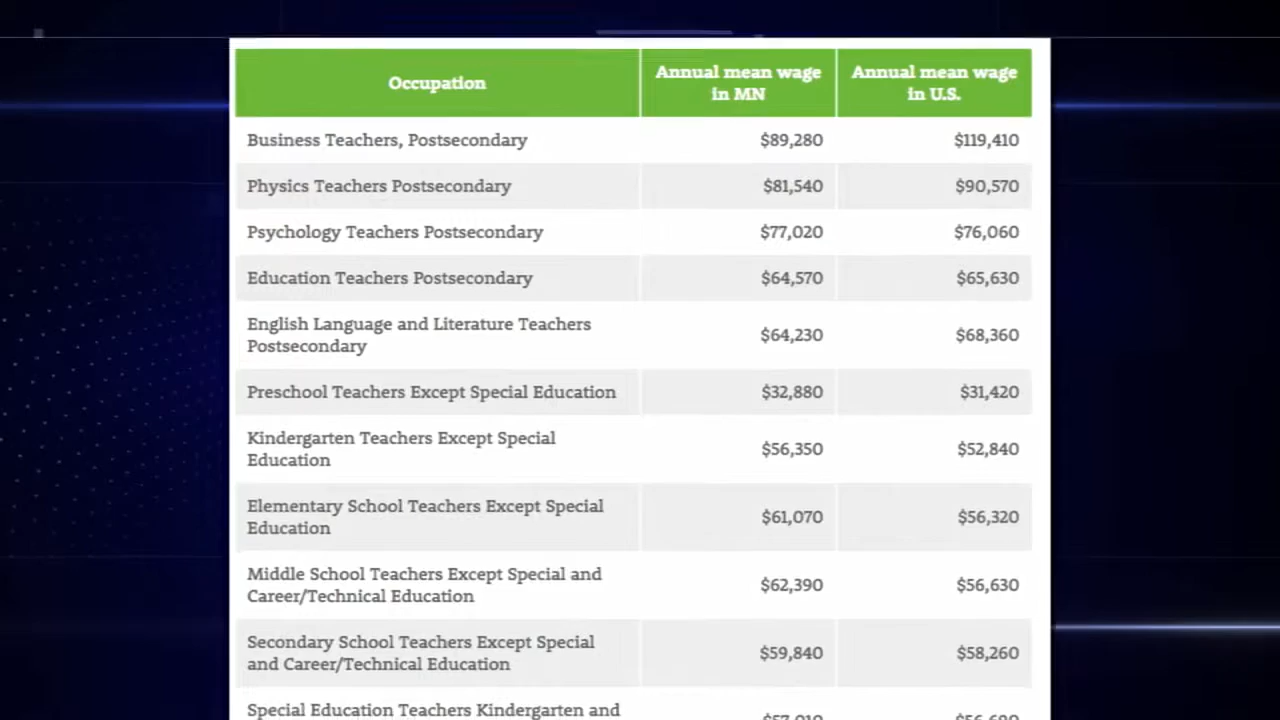 Occupation
Annual mean wage
in MN
Annual mean wage
in U.S.
Business Teachers, Postsecondary $89,280 $119,410
Physics Teachers Postsecondary $81,540 $90,570
Psychology Teachers Postsecondary $77,020 $76,060
Education Teachers Postsecondary $64,570 $65,630
English Language and Literature Teachers
Postsecondary
$64,230 $68,360
Preschool Teachers Except Special Education $32,880 $31,420
Kindergarten Teachers Except Special
Education
$56,350 $52,840
Elementary School Teachers Except Special
Education
$61,070 $56,320
Middle School Teachers Except Special and
Career/Technical Education
$62,390 $56,630
Secondary School Teachers Except Special
and Career/Technical Education
$59,840 $58,260
Special Education Teachers Kindergarten and